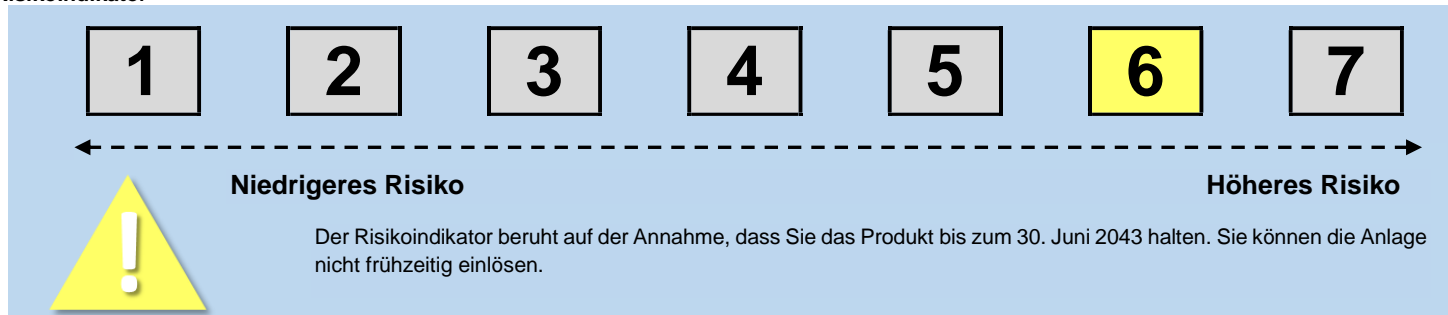 1 2 3 4 5 6 7
Niedrigeres Risiko Höheres Risiko
!
Der Risikoindikator beruht auf der Annahme, dass Sie das Produkt bis zum 30. Juni 2043 halten. Sie können die Anlage
nicht frühzeitig einlösen.